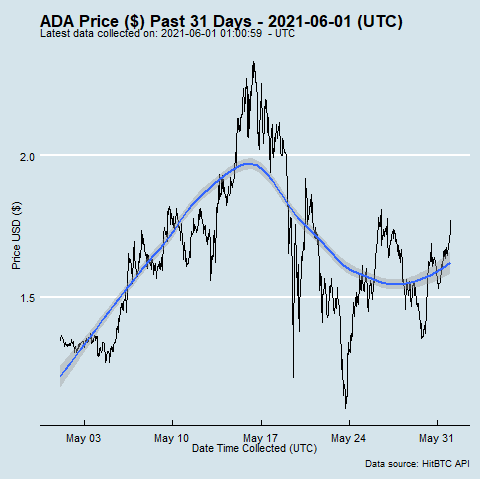 ADA Price ($) Past 31 Days - 2021-06-01 (UTC)
Latest data collected on: 2021-06-01 01:00:59 - UTC
Price USD ($)
2.0
1.5
May 03 May 10 May 17 May 24 May 31
Date Time Collected (UTC)
Data source: HitBTC API